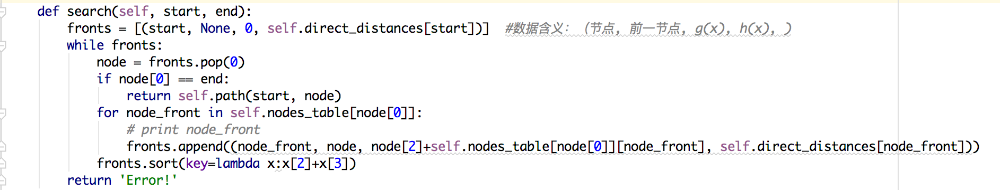 def search(self, start, end):
    fronts = [(start, None, 0, self.direct_distances[start])]  #数据含义：（节点，前一节点，g(x)，h(x)，）
    while fronts:
        node = fronts.pop(0)
        if node[0] == end:
            return self.path(start, node)
        for node_front in self.nodes_table[node[0]]:
            # print node_front
            fronts.append((node_front, node, node[2]+self.nodes_table[node[0]][node_front], self.direct_distances[node_front]))
        fronts.sort(key=lambda x:x[2]+x[3])
    return 'Error!'